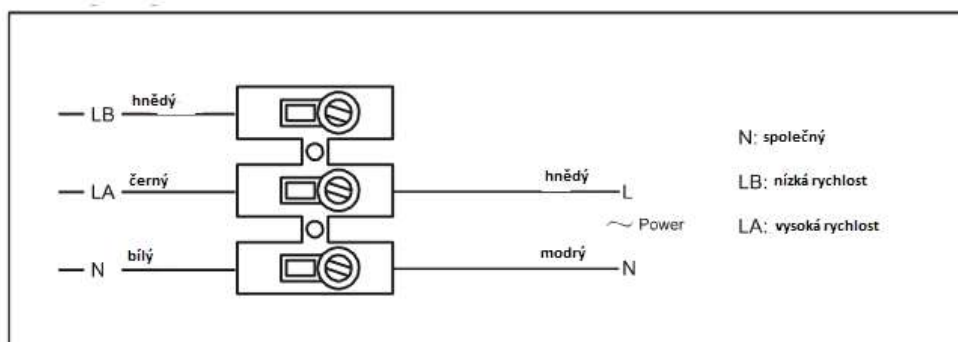 LB hnědý
LA černý
N bílý
hnědý L
~ Power
modrý N
N: společný
LB: nízká rychlost
LA: vysoká rychlost